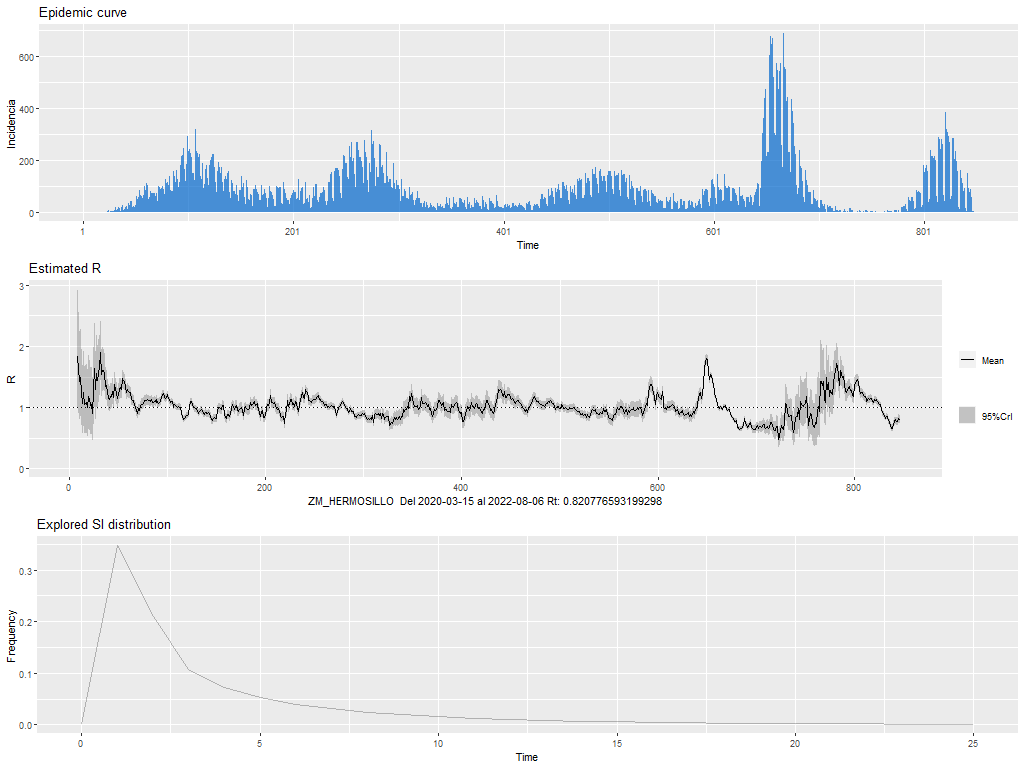 Epidemic curve
600
400
200
0
Incidencia
1 201 401 601 801
Time
Estimated R
3
2
1
0
R
Mean
95%CrI
0 200 400 600 800
ZM_HERMOSILLO Del 2020-03-15 al 2022-08-06 Rt: 0.820776593199298
Explored SI distribution
0.3
0.2
0.1
0.0
Frequency
0 5 10 15 20 25
Time